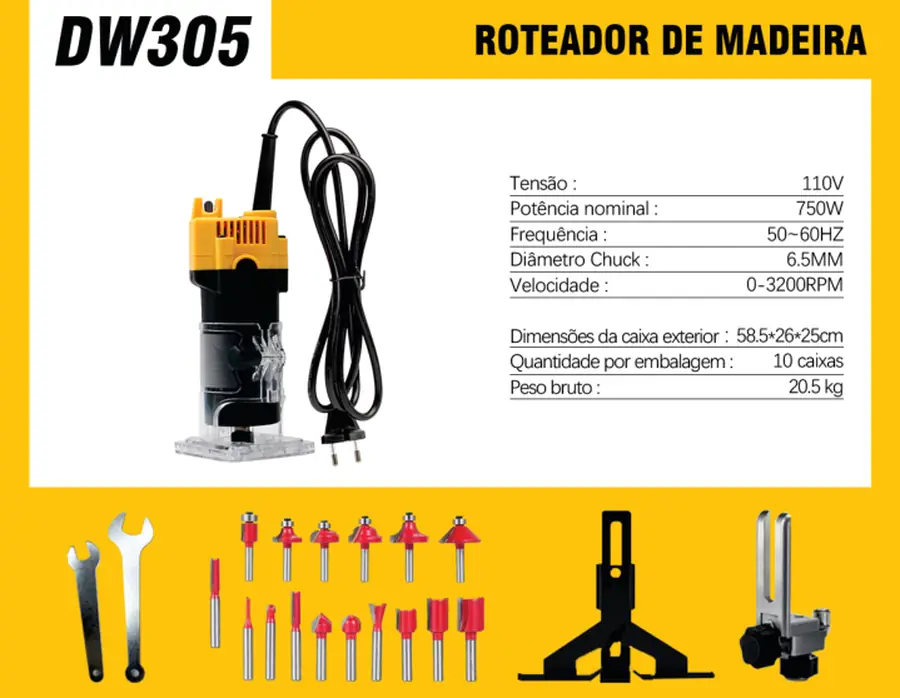 DW305
ROTEADOR DE MADEIRA
Tensão : 110V
Potência nominal : 750W
Frequência : 50~60HZ
Diâmetro Chuck : 6.5MM
Velocidade : 0-3200RPM
Dimensões da caixa exterior : 58.5*26*25cm
Quantidade por embalagem : 10 caixas
Peso bruto : 20.5 kg